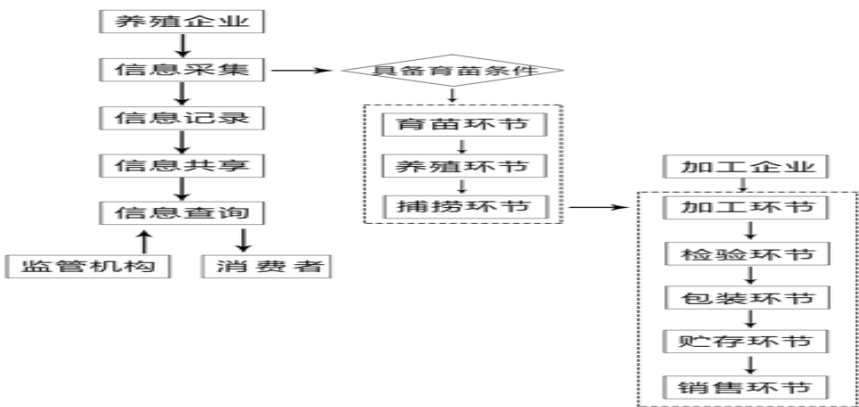 养殖企业
信息采集
信息记录
信息共享
信息查询
监管机构
消费者
具备育苗条件
育苗环节
养殖环节
捕捞环节
加工企业
加工环节
检验环节
包装环节
贮存环节
销售环节